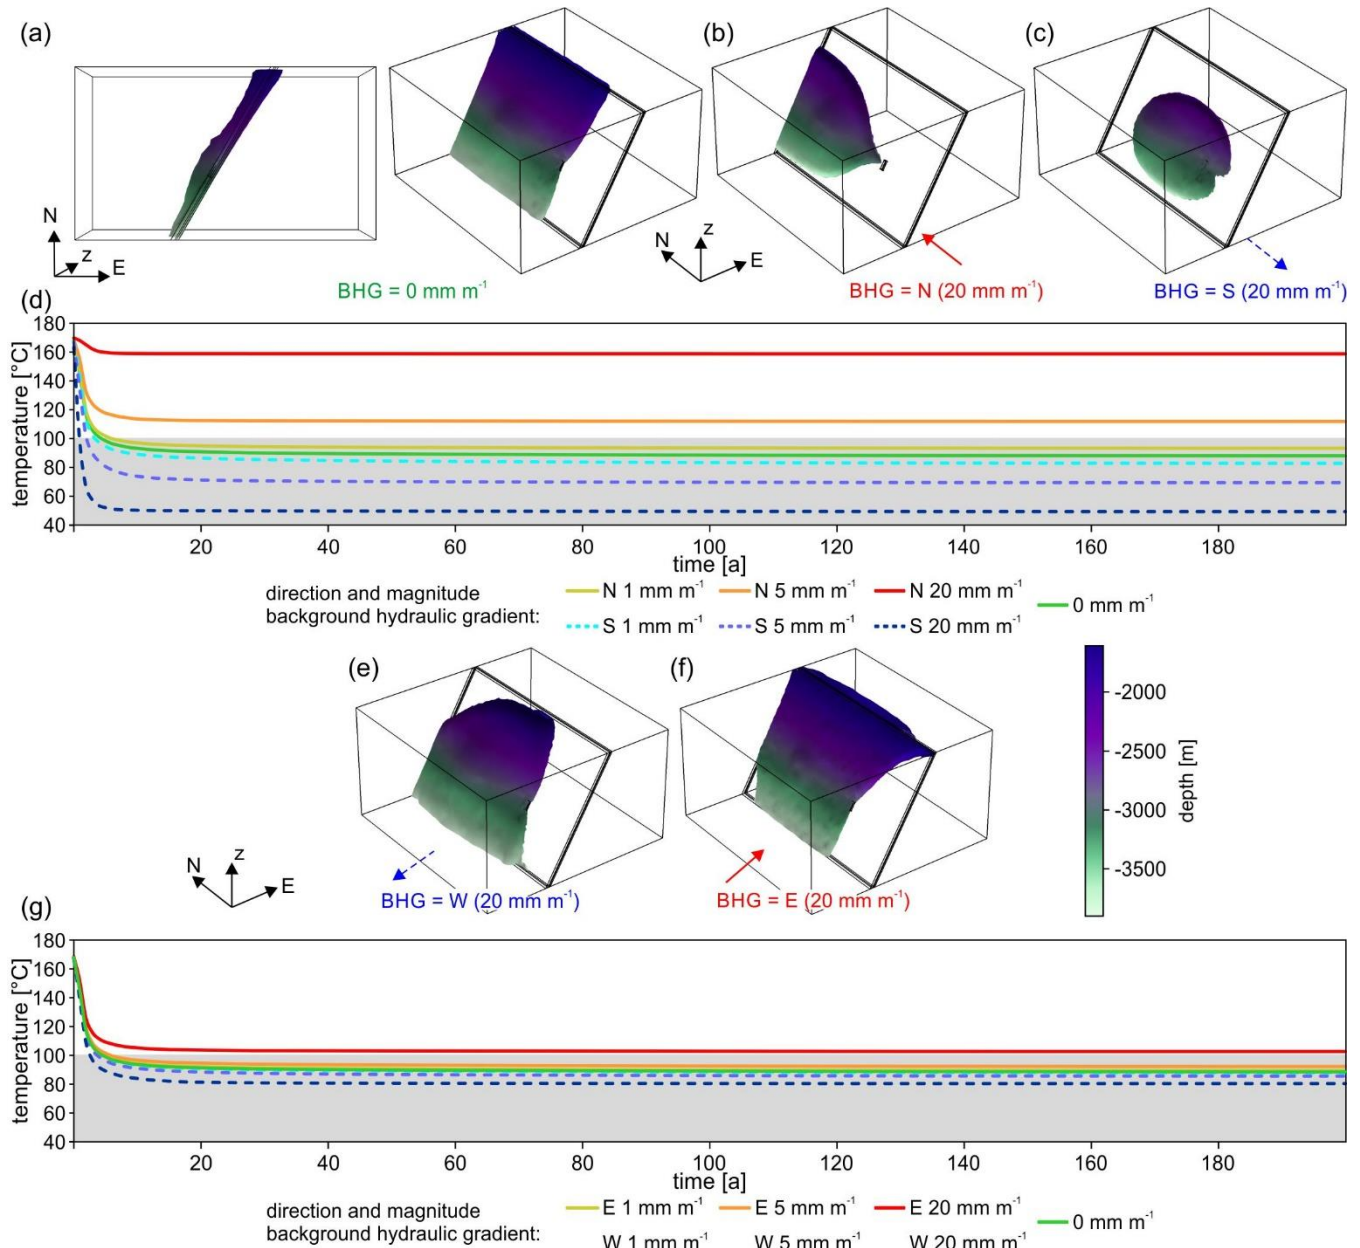 (a)
(b)
(c)
N
z
E
N
z
E
BHG = 0 mm m⁻¹
BHG = N (20 mm m⁻¹)
BHG = S (20 mm m⁻¹)
(d)
180
160
140
120
100
80
60
40
temperature [°C]
20 40 60 80 100 120 140 160 180
time [a]
direction and magnitude
background hydraulic gradient:
N 1 mm m⁻¹ N 5 mm m⁻¹ N 20 mm m⁻¹ 0 mm m⁻¹
S 1 mm m⁻¹ S 5 mm m⁻¹ S 20 mm m⁻¹
(e)
(f)
-2000
-2500
-3000
-3500
depth [m]
N
z
E
BHG = W (20 mm m⁻¹)
BHG = E (20 mm m⁻¹)
(g)
180
160
140
120
100
80
60
40
temperature [°C]
20 40 60 80 100 120 140 160 180
time [a]
direction and magnitude
background hydraulic gradient:
E 1 mm m⁻¹ E 5 mm m⁻¹ E 20 mm m⁻¹ 0 mm m⁻¹
W 1 mm m⁻¹ W 5 mm m⁻¹ W 20 mm m⁻¹